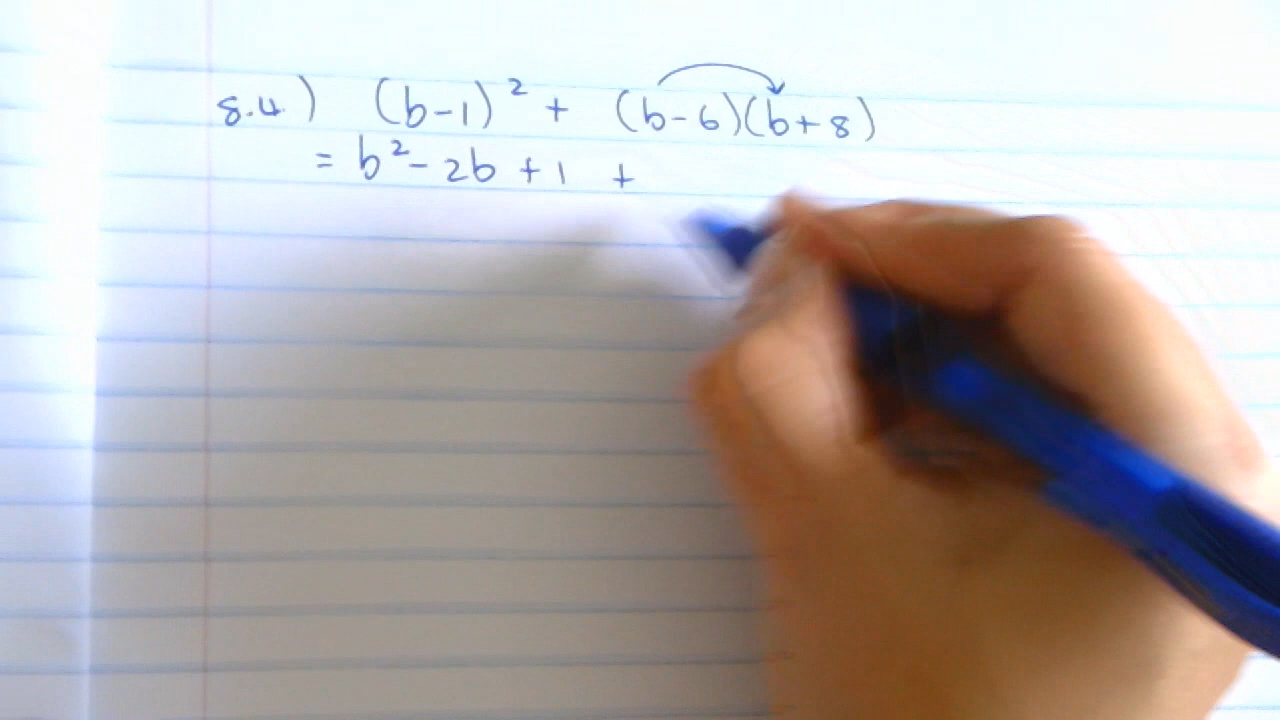 8.4) (b-1)² + (b-6)(b+8)
= b² - 2b + 1 +